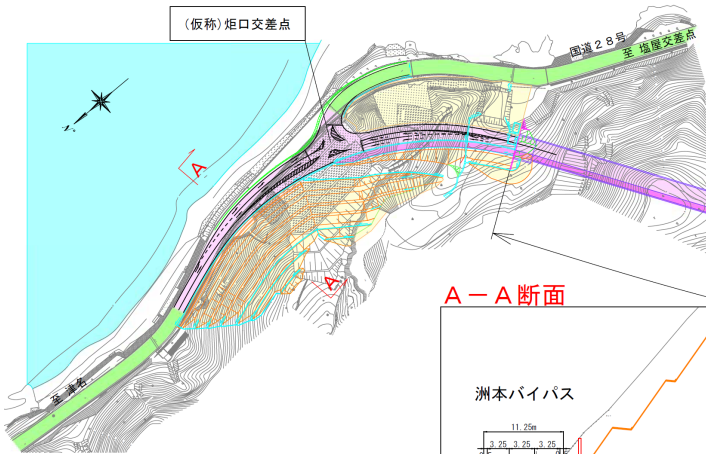 (仮称)炬口交差点
国道28号
至 塩屋交差点
N
A
A
至 津名
A-A断面
洲本バイパス
11.25m
3.25 3.25 3.25